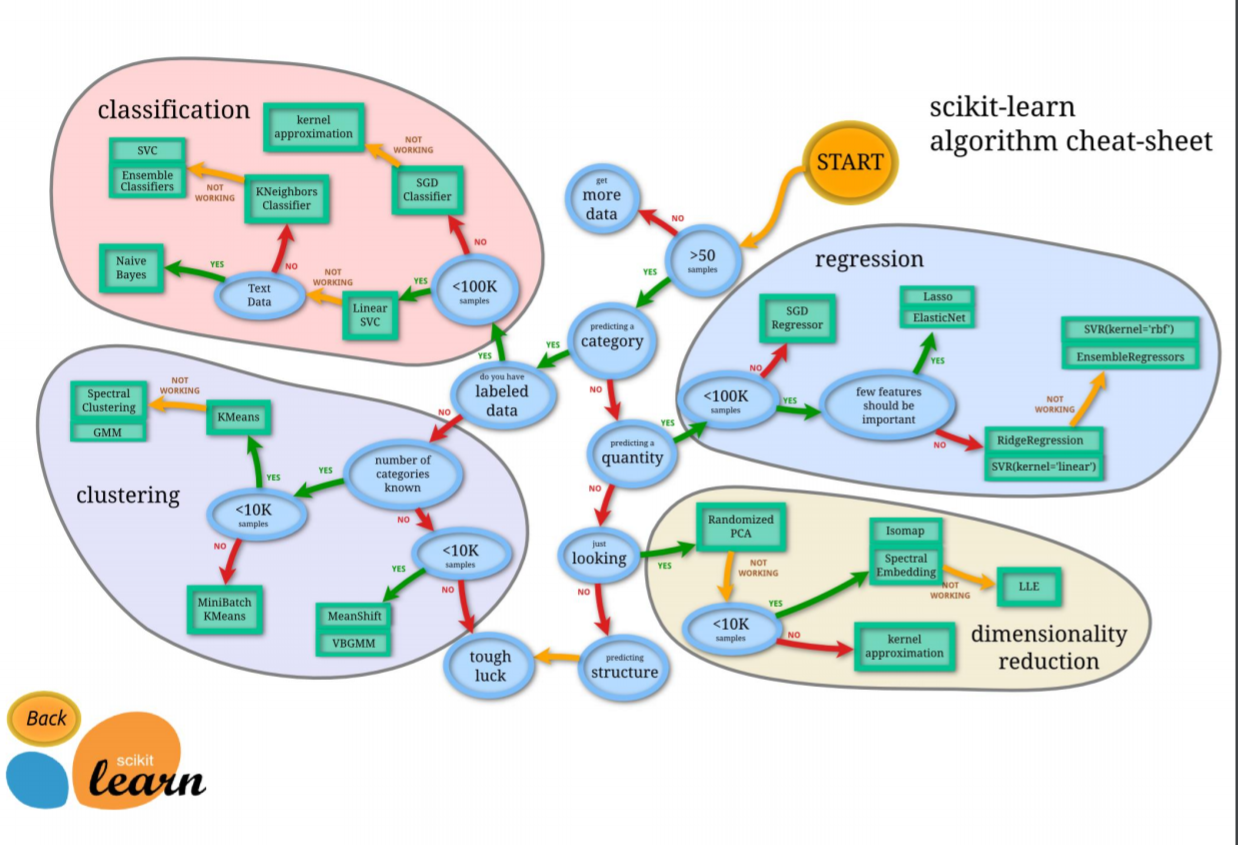 scikit-learn
algorithm cheat-sheet
START
>50
samples
NO
get
more
data
YES
predicting a
category
YES
do you have
labeled
data
YES
NO
NO
predicting a
quantity
YES
NO
just
looking
YES
NO
predicting
structure
tough
luck
classification
<100K
samples
NO
SGD
Classifier
NOT
WORKING
kernel
approximation
YES
Linear
SVC
NOT
WORKING
Text
Data
YES
Naive
Bayes
NO
KNeighbors
Classifier
NOT
WORKING
SVC
Ensemble
Classifiers
regression
<100K
samples
NO
SGD
Regressor
YES
few features
should be
important
YES
Lasso
ElasticNet
NO
RidgeRegression
SVR(kernel='linear')
NOT
WORKING
SVR(kernel='rbf')
EnsembleRegressors
clustering
number of
categories
known
YES
<10K
samples
YES
KMeans
NOT
WORKING
Spectral
Clustering
GMM
NO
MiniBatch
KMeans
NO
<10K
samples
YES
MeanShift
VBGMM
NO
dimensionality
reduction
Randomized
PCA
NOT
WORKING
<10K
samples
YES
Isomap
Spectral
Embedding
NOT
WORKING
LLE
NO
kernel
approximation
Back
scikit
learn